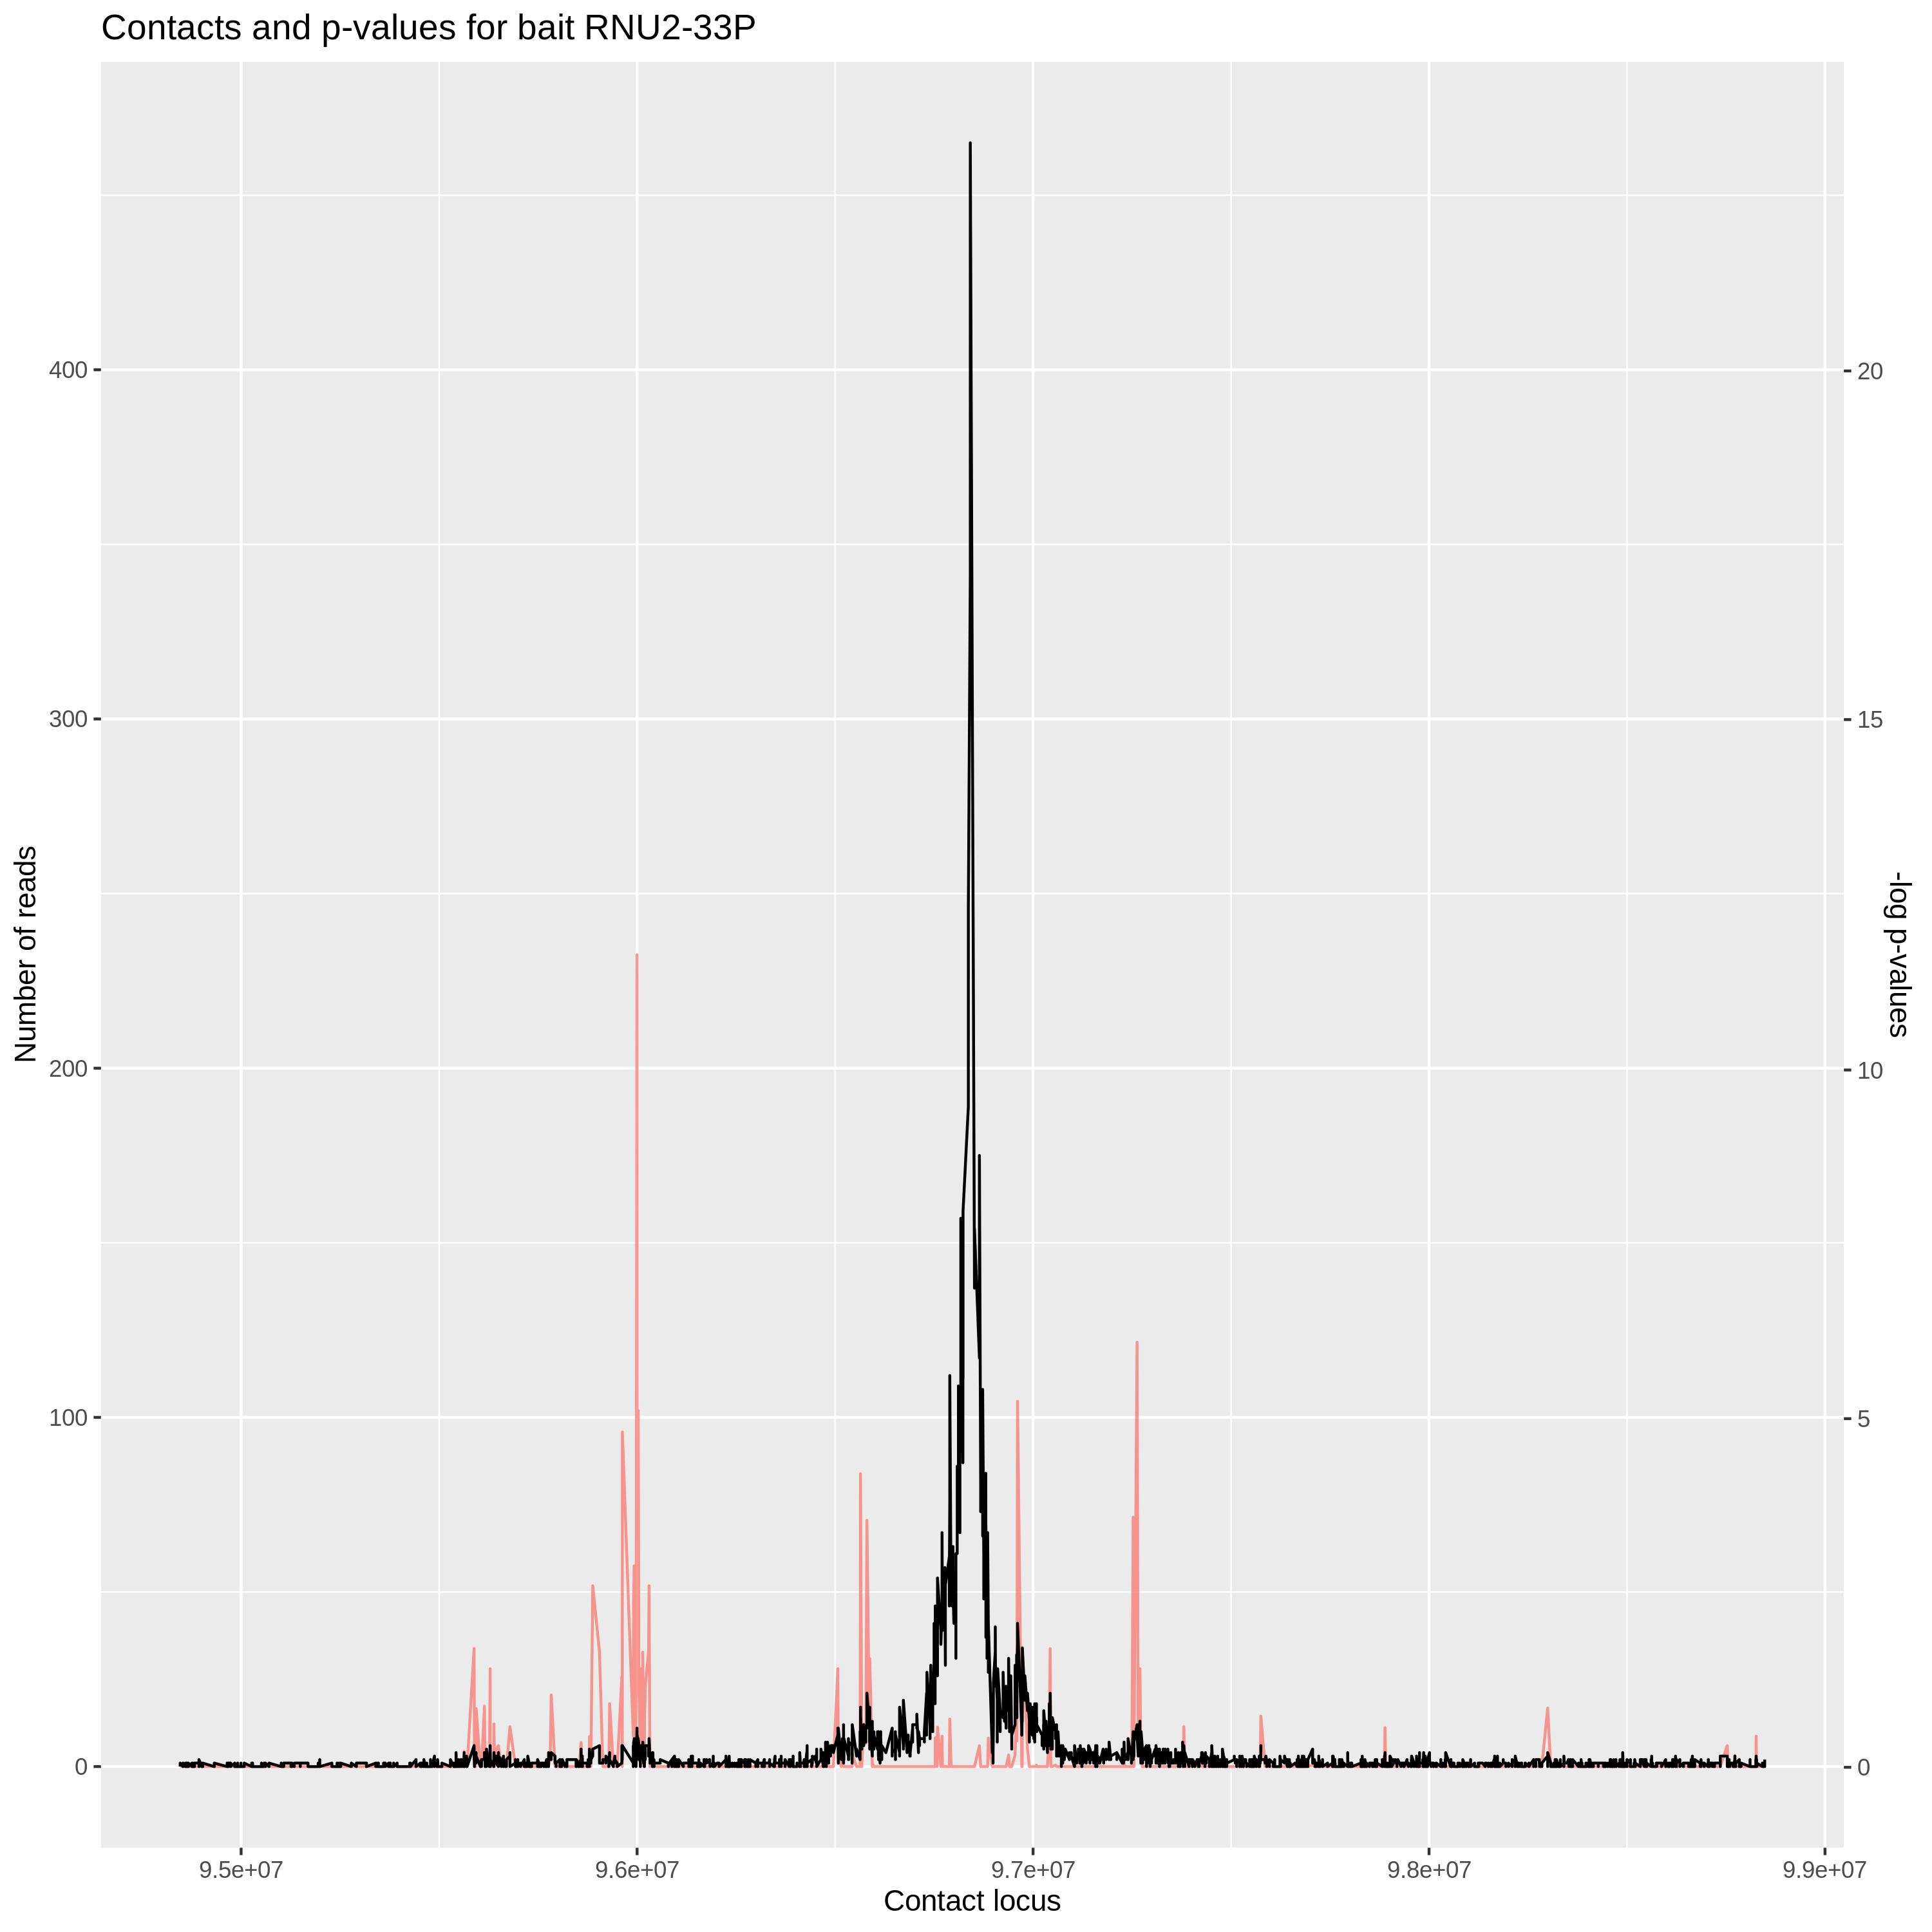 Contacts and p-values for bait RNU2-33P
400
300
200
100
0
Number of reads
20
15
10
5
0
-log p-values
9.5e+07 9.6e+07 9.7e+07 9.8e+07 9.9e+07
Contact locus